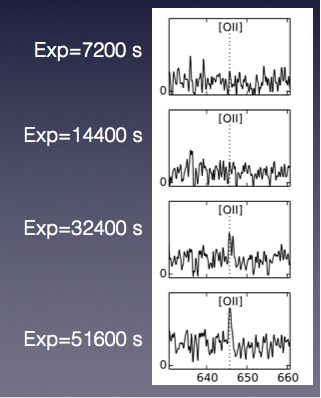 [OII]
Exp=7200 s
0
[OII]
Exp=14400 s
0
[OII]
Exp=32400 s
0
[OII]
Exp=51600 s
0
640 650 660